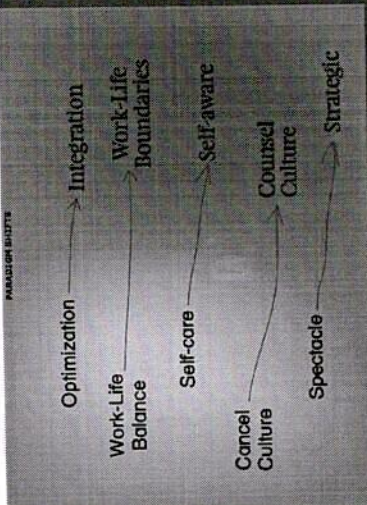 PARADIGM SHIFTS
Optimization
Integration
Work-Life
Balance
Work-Life
Boundaries
Self-care
Self-aware
Cancel
Culture
Counsel
Culture
Spectacle
Strategic